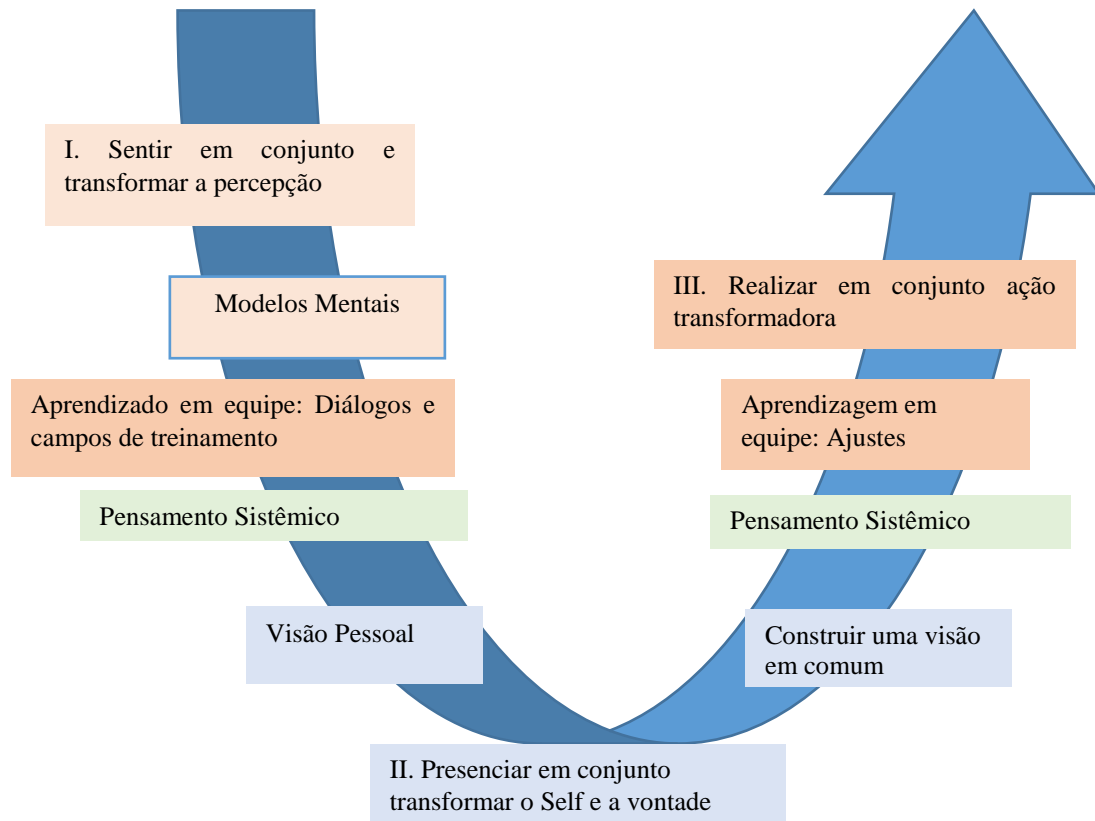 I. Sentir em conjunto e
transformar a percepção
Modelos Mentais
Aprendizado em equipe: Diálogos e
campos de treinamento
Pensamento Sistêmico
Visão Pessoal
II. Presenciar em conjunto
transformar o Self e a vontade
Construir uma visão
em comum
Pensamento Sistêmico
Aprendizagem em
equipe: Ajustes
III. Realizar em conjunto ação
transformadora